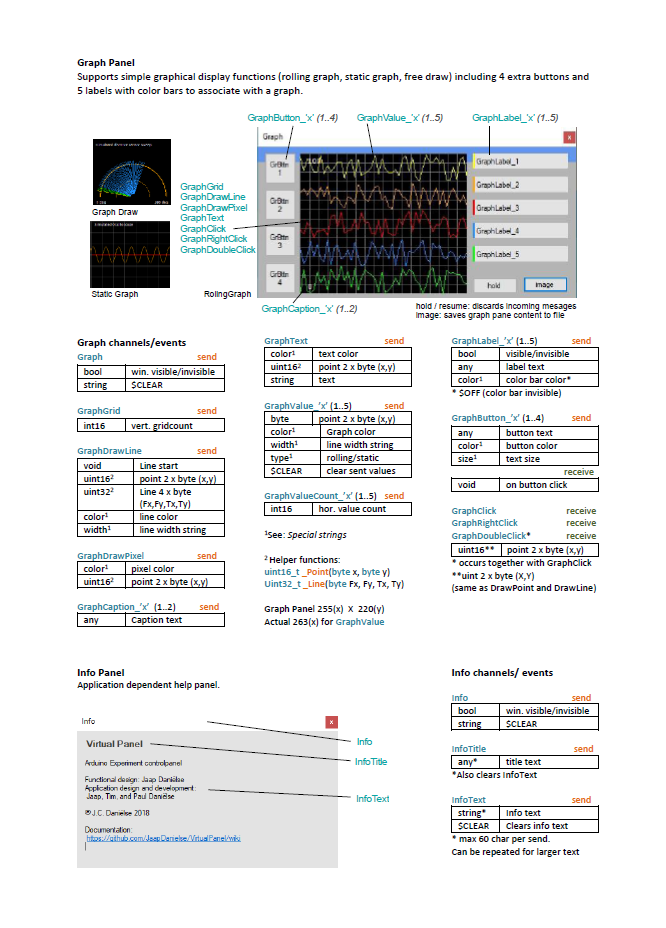 Graph Panel
Supports simple graphical display functions (rolling graph, static graph, free draw) including 4 extra buttons and
5 labels with color bars to associate with a graph.
GraphButton_'x' (1..4)
GraphValue_'x' (1..5)
GraphLabel_'x' (1..5)
Graph
x
GrBttn
1
GrBttn
2
GrBttn
3
GrBttn
4
GraphLabel_1
GraphLabel_2
GraphLabel_3
GraphLabel_4
GraphLabel_5
hold
image
Graph Draw
GraphGrid
GraphDrawLine
GraphDrawPixel
GraphText
GraphClick
GraphRightClick
GraphDoubleClick
Static Graph
RolingGraph
GraphCaption_'x' (1..2)
hold / resume: discards incoming mesages
image: saves graph pane content to file
Graph channels/events
Graph send
bool win. visible/invisible
string $CLEAR
GraphGrid send
int16 vert. gridcount
GraphDrawLine send
void Line start
uint16² point 2 x byte (x,y)
uint32² Line 4 x byte
(Fx,Fy,Tx,Ty)
color¹ line color
width¹ line width string
GraphDrawPixel send
color¹ pixel color
uint16² point 2 x byte (x,y)
GraphCaption_'x' (1..2) send
any Caption text
GraphText send
color¹ text color
uint16² point 2 x byte (x,y)
string text
GraphValue_'x' (1..5) send
byte point 2 x byte (x,y)
color¹ Graph color
width¹ line width string
type¹ rolling/static
$CLEAR clear sent values
GraphValueCount_'x' (1..5) send
int16 hor. value count
¹See: Special strings
² Helper functions:
uint16_t _Point(byte x, byte y)
Uint32_t _Line(byte Fx, Fy, Tx, Ty)
Graph Panel 255(x) X 220(y)
Actual 263(x) for GraphValue
GraphLabel_'x' (1..5) send
bool visible/invisible
any label text
color¹ color bar color*
* $OFF (color bar invisible)
GraphButton_'x' (1..4) send
any button text
color¹ button color
size¹ text size
receive
void on button click
GraphClick receive
GraphRightClick receive
GraphDoubleClick* receive
uint16** point 2 x byte (x,y)
* occurs together with GraphClick
**uint 2 x byte (X,Y)
(same as DrawPoint and DrawLine)
Info Panel
Application dependent help panel.
Info
x
Virtual Panel
Arduino Experiment controlpanel
Functional design: Jaap Daniëlse
Application design and development:
Jaap, Tim, and Paul Daniëlse
© J.C. Daniëlse 2018
Documentation:
https://github.com/JaapDanielse/VirtualPanel/wiki
Info
InfoTitle
InfoText
Info channels/ events
Info send
bool win. visible/invisible
string $CLEAR
InfoTitle send
any* title text
*Also clears InfoText
InfoText send
string* Info text
$CLEAR Clears info text
* max 60 char per send.
Can be repeated for larger text